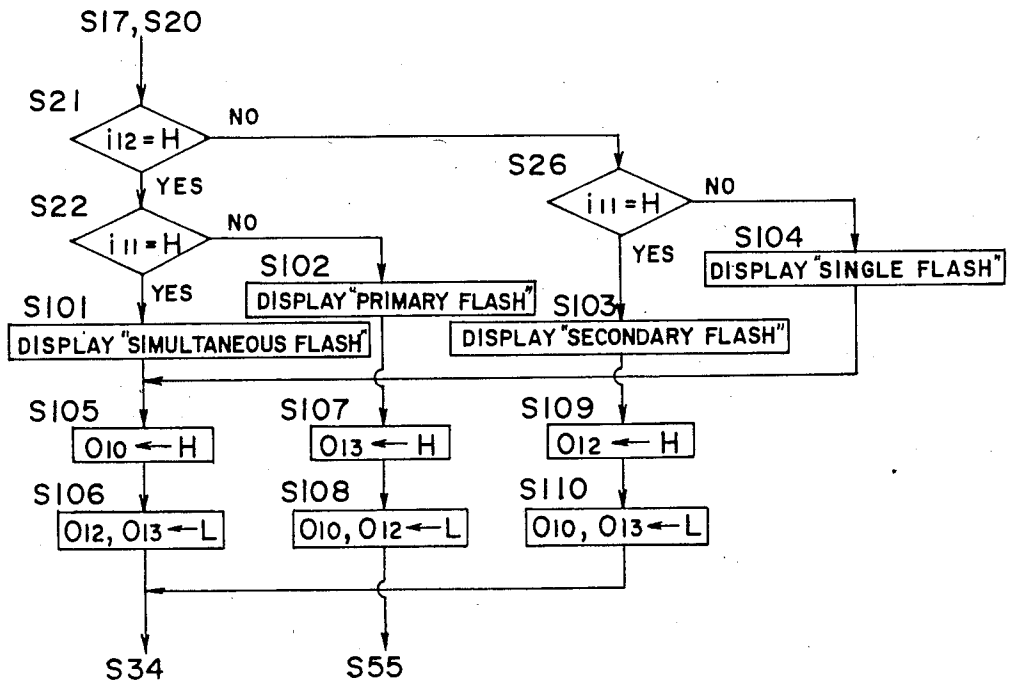 S17, S20
S21
i12 = H
NO
YES
S26
i11 = H
NO
YES
S22
i11 = H
NO
YES
S104
DISPLAY "SINGLE FLASH"
S102
DISPLAY "PRIMARY FLASH"
S101
DISPLAY "SIMULTANEOUS FLASH"
S103
DISPLAY "SECONDARY FLASH"
S105
O10 ← H
S107
O13 ← H
S109
O12 ← H
S106
O12, O13 ← L
S108
O10, O12 ← L
S110
O10, O13 ← L
S34
S55